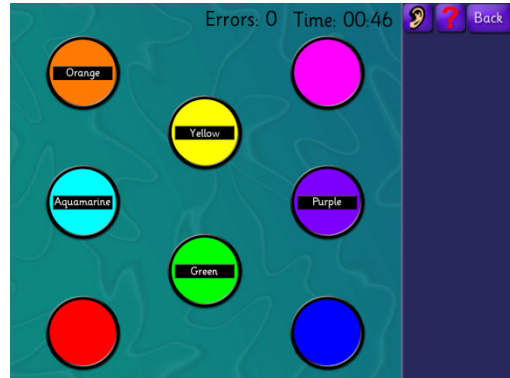 Errors: 0 Time: 00:46
? Back
Orange
Yellow
Aquamarine
Purple
Green